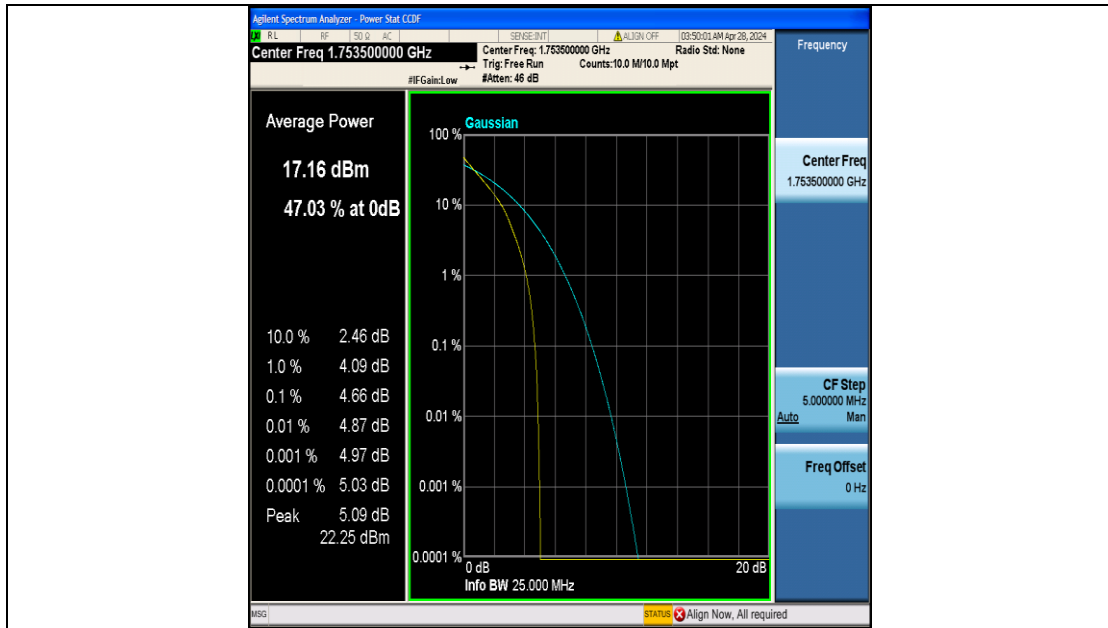 Agilent Spectrum Analyzer - Power Stat CCDF
RL RF 50 Ω AC SENSE:INT ALIGN OFF 03:50:01 AM Apr 28, 2024
Center Freq 1.753500000 GHz
Center Freq: 1.753500000 GHz Radio Std: None
Trig: Free Run Counts:10.0 M/10.0 Mpt
#IFGain:Low #Atten: 46 dB
Frequency
Average Power
17.16 dBm
47.03 % at 0dB
10.0 % 2.46 dB
1.0 % 4.09 dB
0.1 % 4.66 dB
0.01 % 4.87 dB
0.001 % 4.97 dB
0.0001 % 5.03 dB
Peak 5.09 dB
22.25 dBm
Gaussian
100 %
10 %
1 %
0.1 %
0.01 %
0.001 %
0.0001 %
0 dB 20 dB
Info BW 25.000 MHz
Center Freq
1.753500000 GHz
CF Step
5.000000 MHz
Auto Man
Freq Offset
0 Hz
MSG STATUS Align Now, All required